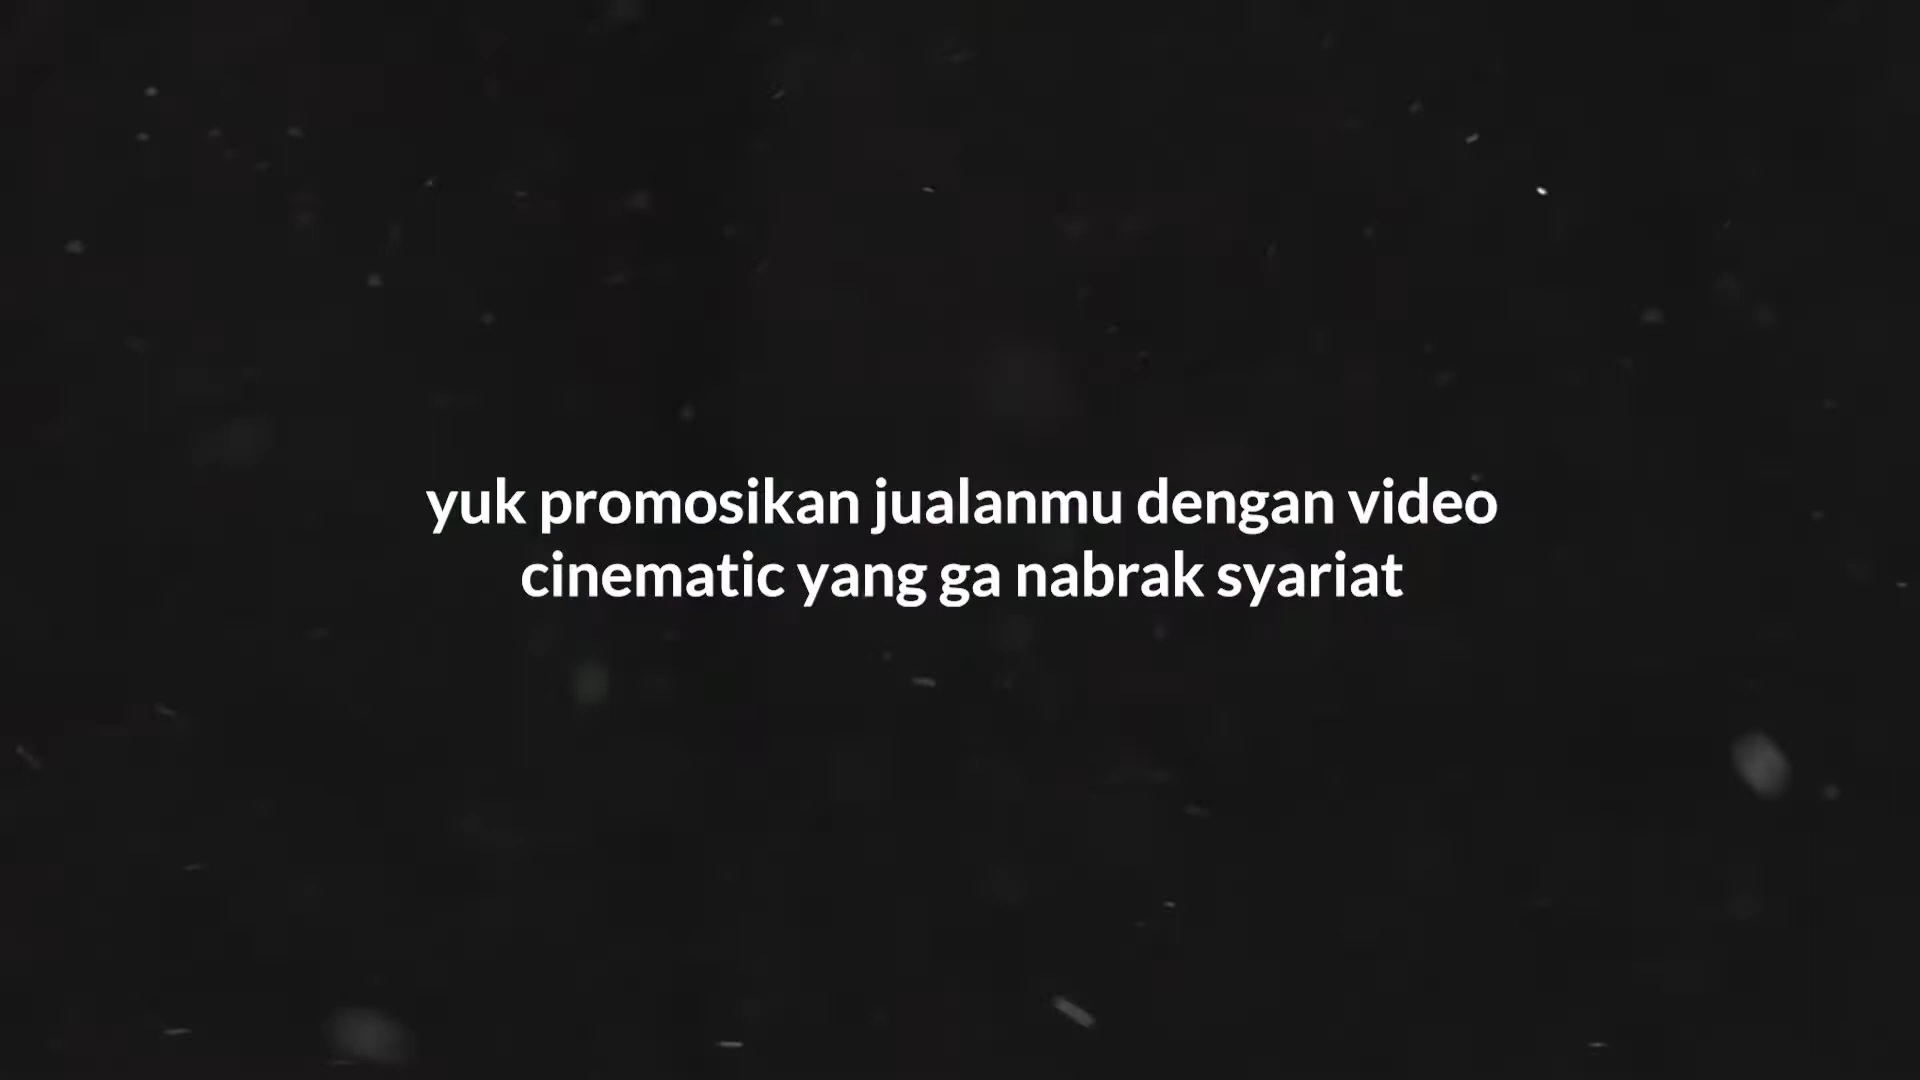 yuk promosikan jualanmu dengan video
cinematic yang ga nabrak syariat